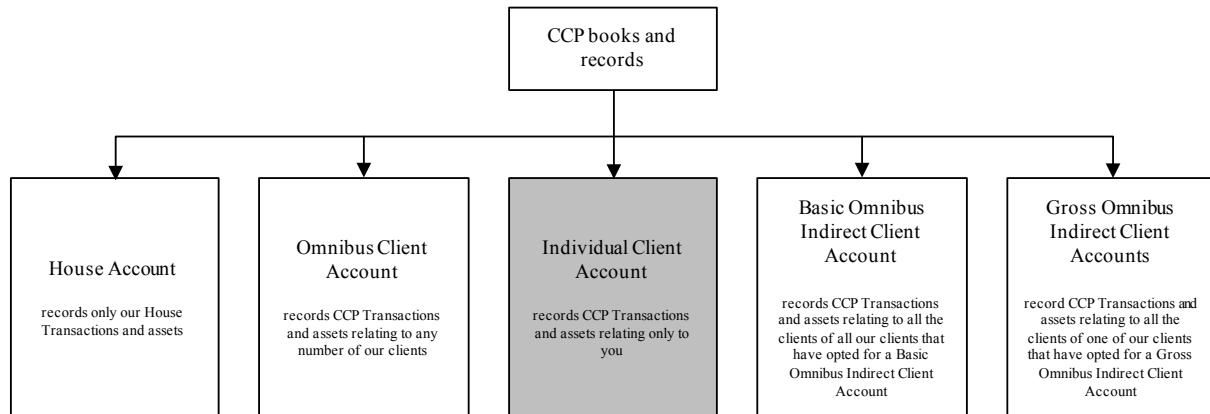 CCP books and
records
House Account
records only our House
Transactions and assets
Omnibus Client
Account
records CCP Transactions
and assets relating to any
number of our clients
Individual Client
Account
records CCP Transactions
and assets relating only to
you
Basic Omnibus
Indirect Client
Account
records CCP Transactions
and assets relating to all the
clients of all our clients that
have opted for a Basic
Omnibus Indirect Client
Account
Gross Omnibus
Indirect Client
Accounts
record CCP Transactions and
assets relating to all the
clients of one of our clients
that have opted for a Gross
Omnibus Indirect Client
Account